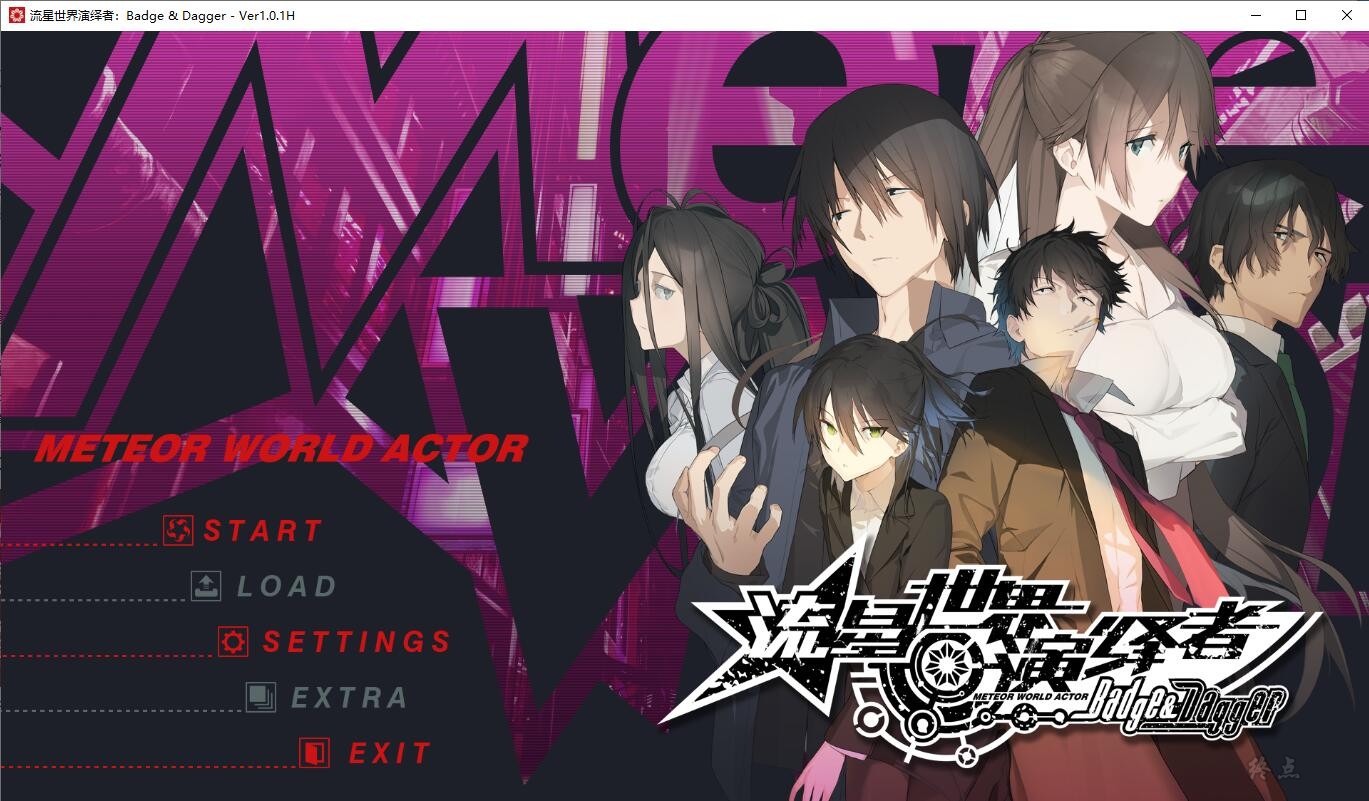 流星世界演绎者：Badge & Dagger - Ver1.0.1H
Mete
METEOR WORLD ACTOR
START
LOAD
SETTINGS
EXTRA
EXIT
流星世界
演绎者
METEOR WORLD ACTOR
Badge&Dagger
终点